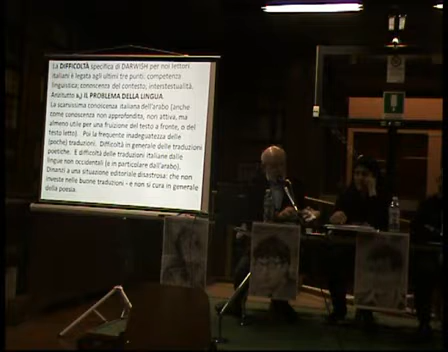 La DIFFICOLTÀ specifica di DARWISH per noi lettori
italiani è legata agli ultimi tre punti: competenza
linguistica; conoscenza del contesto; intertestualità.
Anzitutto a.) IL PROBLEMA DELLA LINGUA.
La scarsissima conoscenza italiana dell'arabo (anche
come conoscenza non approfondita, non attiva, ma
almeno utile per una fruizione del testo a fronte, o del
testo letto). Poi la frequente inadeguatezza delle
(poche) traduzioni. Difficoltà in generale delle traduzioni
poetiche. E difficoltà delle traduzioni italiane dalle
lingue non occidentali (e in particolare dall'arabo).
Dinanzi a una situazione editoriale disastrosa: che non
investe nelle buone traduzioni - e non si cura in generale
della poesia.